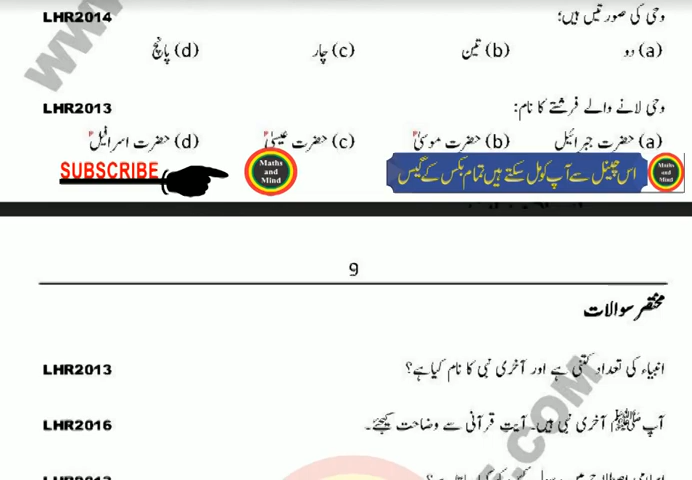 وحی کی صورتیں ہیں: LHR2014
(a) دو (b) تین (c) چار (d) پانچ
وحی لانے والے فرشتے کا نام: LHR2013
(a) حضرت جبرائیل (b) حضرت موسیٰ (c) حضرت عیسیٰ (d) حضرت اسرافیل
اس چینل سے آپ کو مل سکتے ہیں تمام بکس کے گیس
Maths and Mind
Maths and Mind
SUBSCRIBE
9
مختصر سوالات
انبیاء کی تعداد کتنی ہے اور آخری نبی کا نام کیا ہے؟ LHR2013
آپ ﷺ آخری نبی ہیں۔ آیتِ قرآنی سے وضاحت کیجئے۔ LHR2016